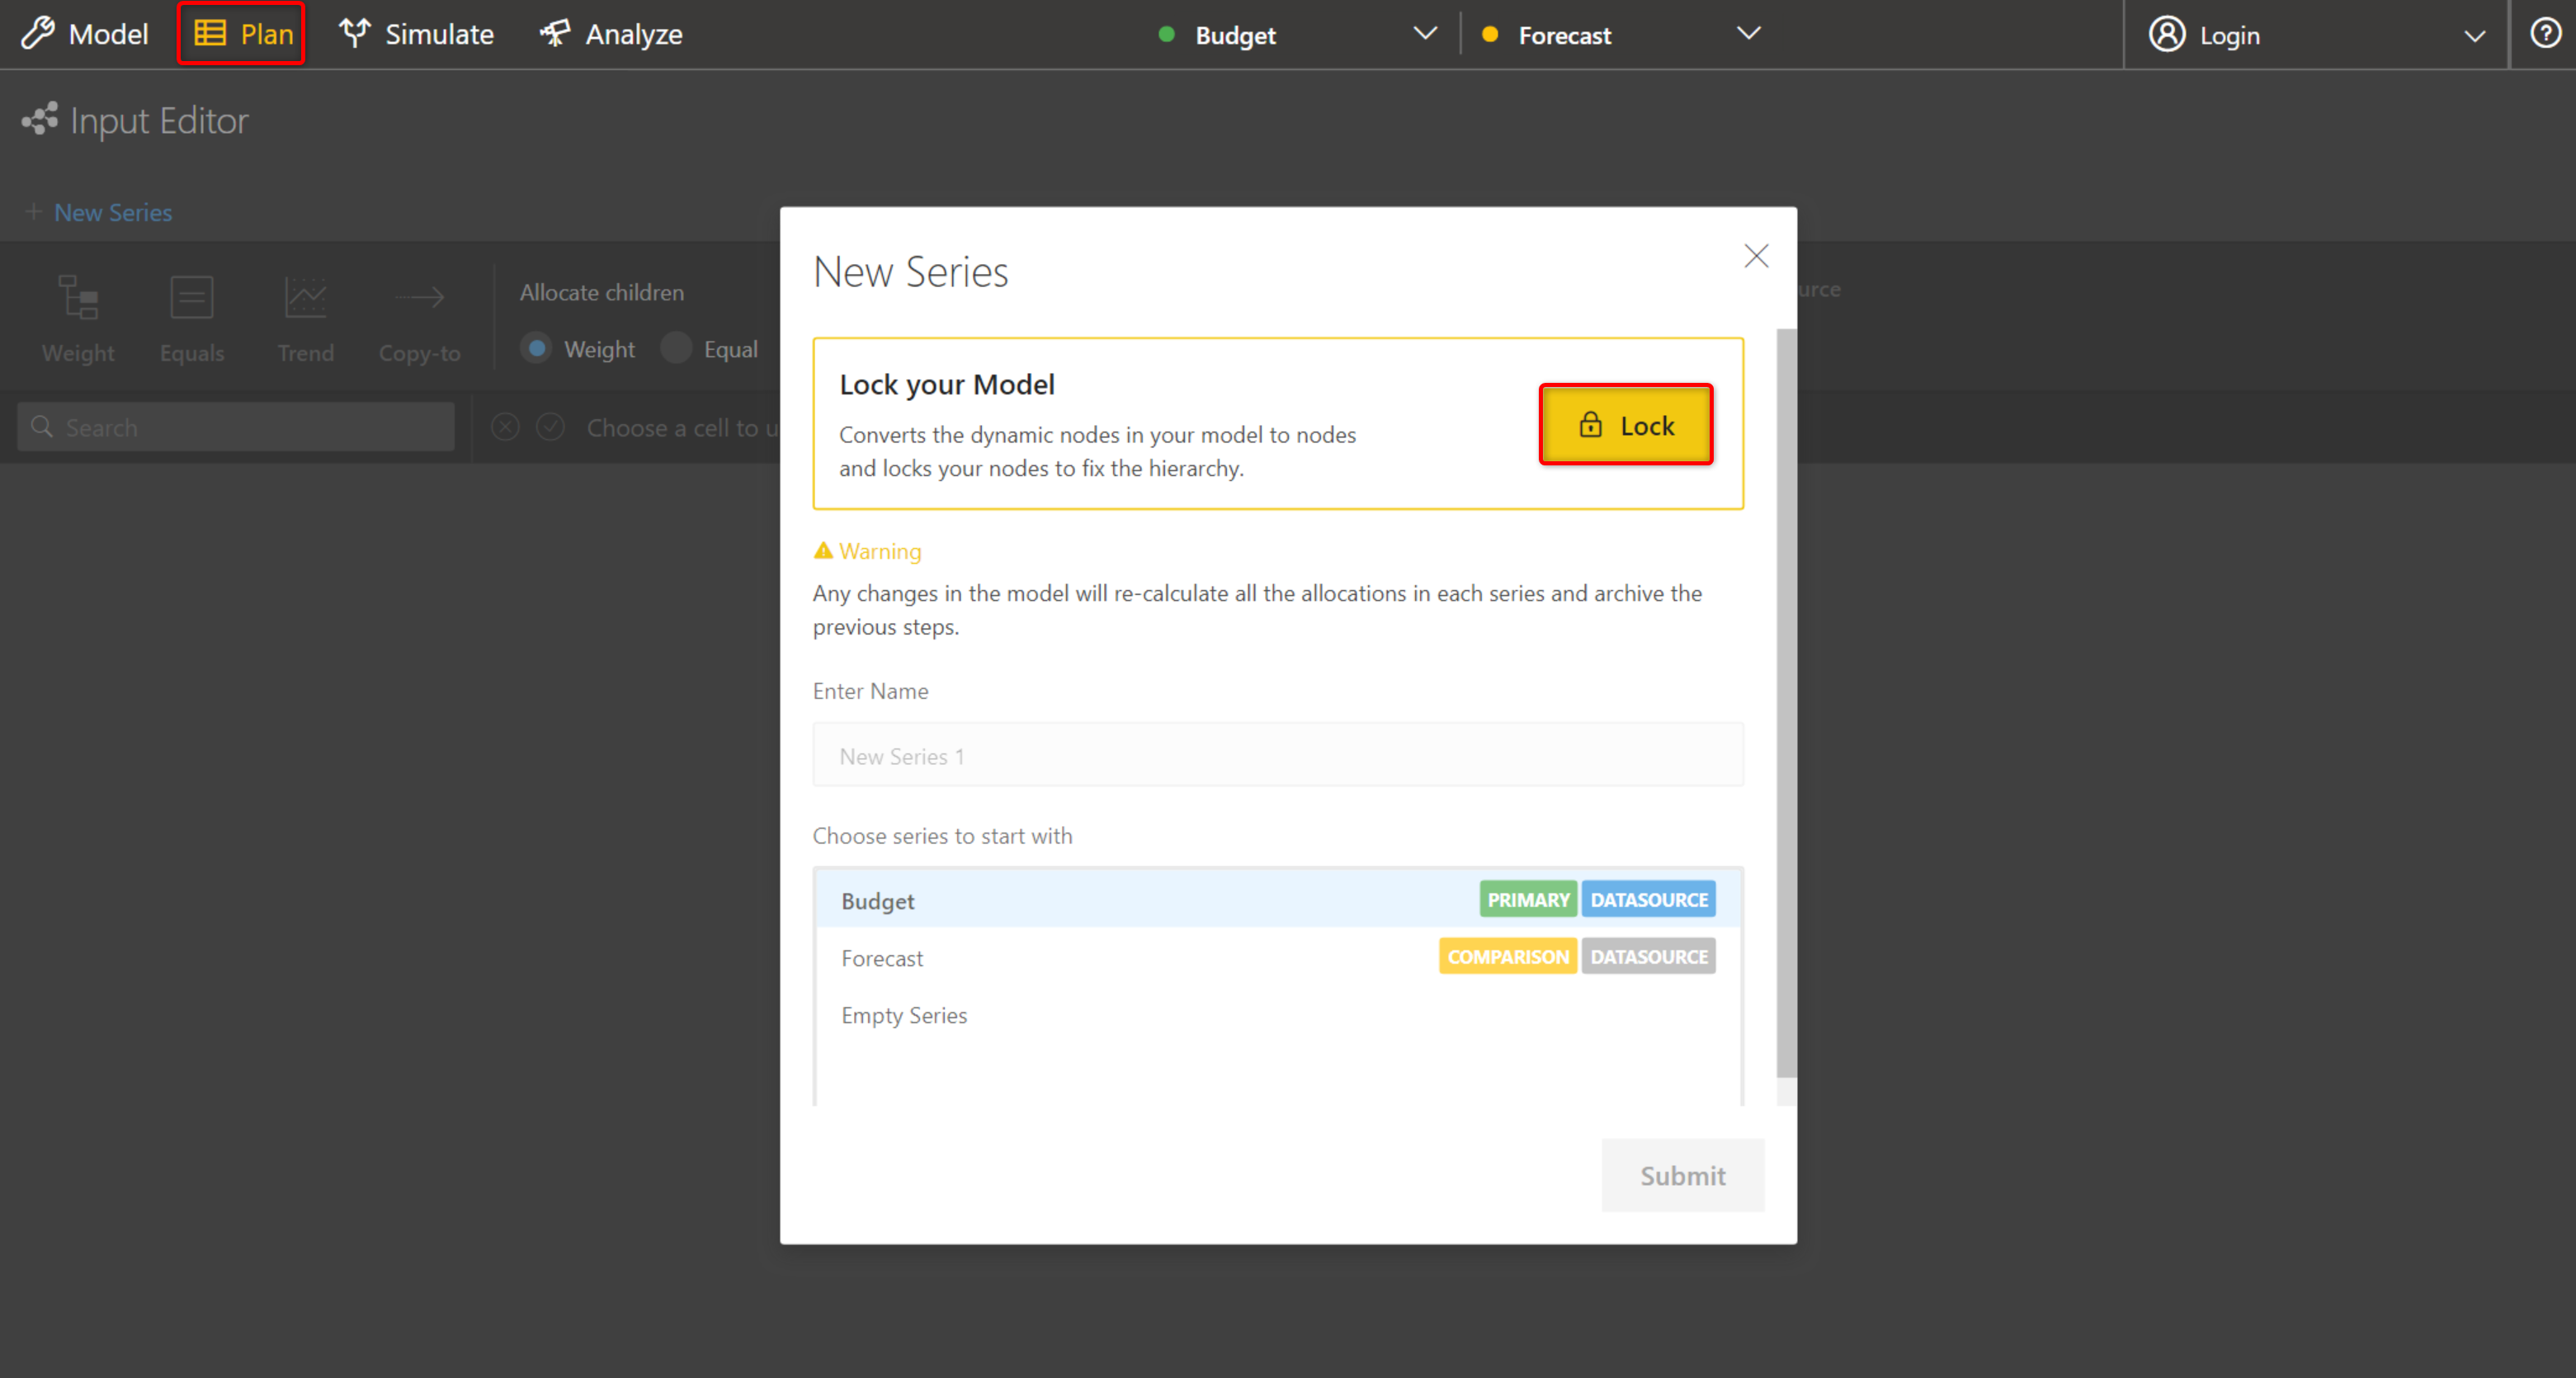 Model Plan Simulate Analyze Budget Forecast Login ?
Input Editor
+ New Series
Weight Equals Trend Copy-to
Allocate children
Weight Equal
urce
Search
Choose a cell to u
New Series
Lock your Model
Converts the dynamic nodes in your model to nodes
and locks your nodes to fix the hierarchy.
Lock
Warning
Any changes in the model will re-calculate all the allocations in each series and archive the
previous steps.
Enter Name
New Series 1
Choose series to start with
Budget PRIMARY DATASOURCE
Forecast COMPARISON DATASOURCE
Empty Series
Submit